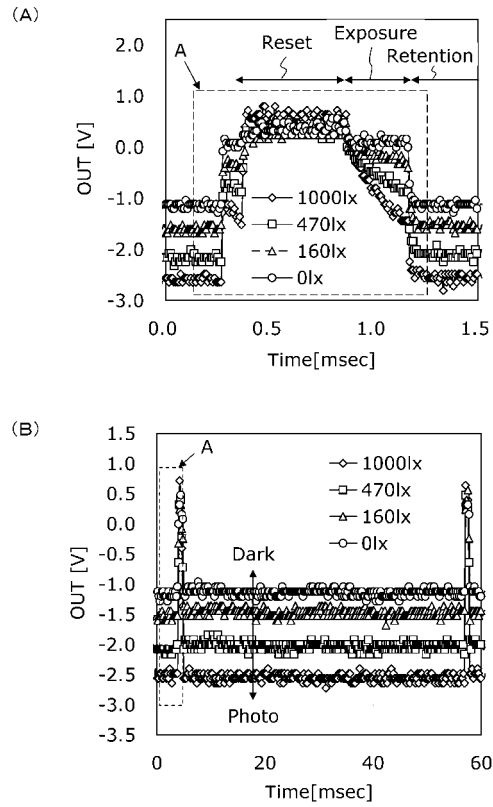 (A)
Reset
Exposure
Retention
A
2.0
1.0
0.0
-1.0
-2.0
-3.0
OUT [V]
1000lx
470lx
160lx
0lx
0.0 0.5 1.0 1.5
Time[msec]
(B)
A
1.5
1.0
0.5
0.0
-0.5
-1.0
-1.5
-2.0
-2.5
-3.0
-3.5
OUT [V]
1000lx
470lx
160lx
0lx
Dark
Photo
0 20 40 60
Time[msec]